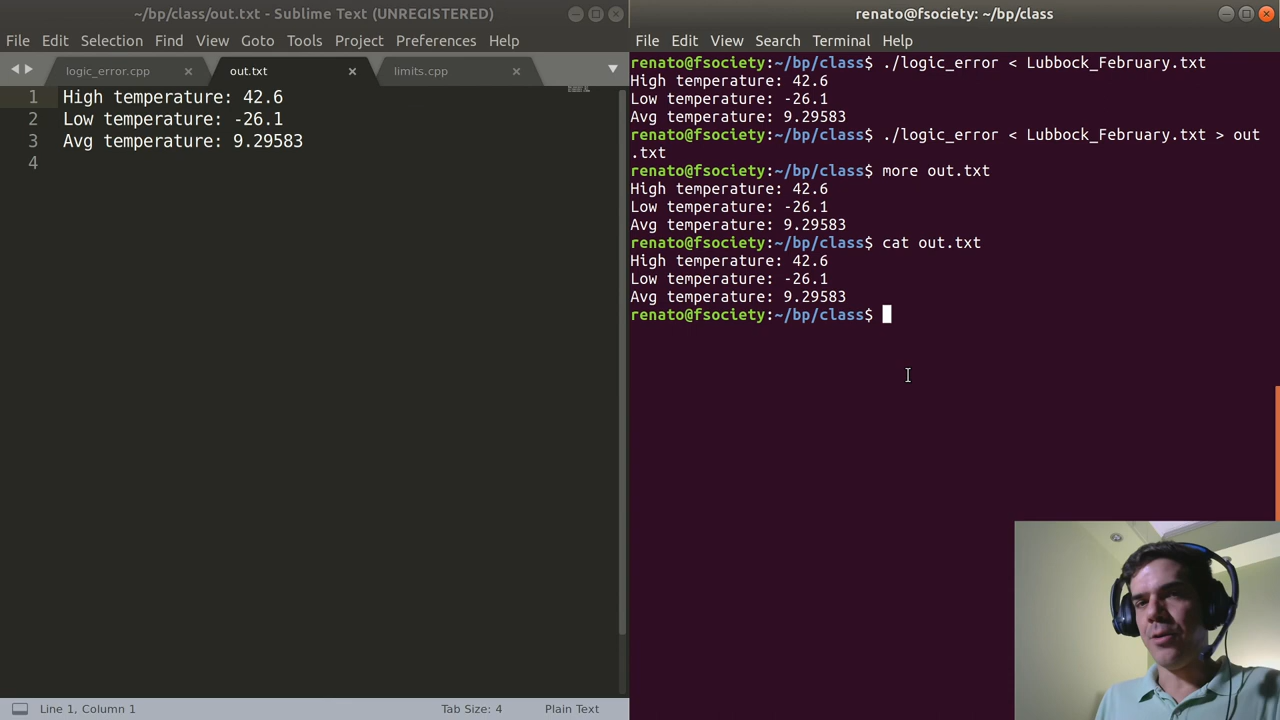 ~/bp/class/out.txt - Sublime Text (UNREGISTERED)
File Edit Selection Find View Goto Tools Project Preferences Help
logic_error.cpp out.txt limits.cpp
1 High temperature: 42.6
2 Low temperature: -26.1
3 Avg temperature: 9.29583
4
Line 1, Column 1 Tab Size: 4 Plain Text
renato@fsociety: ~/bp/class
File Edit View Search Terminal Help
renato@fsociety:~/bp/class$ ./logic_error < Lubbock_February.txt
High temperature: 42.6
Low temperature: -26.1
Avg temperature: 9.29583
renato@fsociety:~/bp/class$ ./logic_error < Lubbock_February.txt > out
.txt
renato@fsociety:~/bp/class$ more out.txt
High temperature: 42.6
Low temperature: -26.1
Avg temperature: 9.29583
renato@fsociety:~/bp/class$ cat out.txt
High temperature: 42.6
Low temperature: -26.1
Avg temperature: 9.29583
renato@fsociety:~/bp/class$